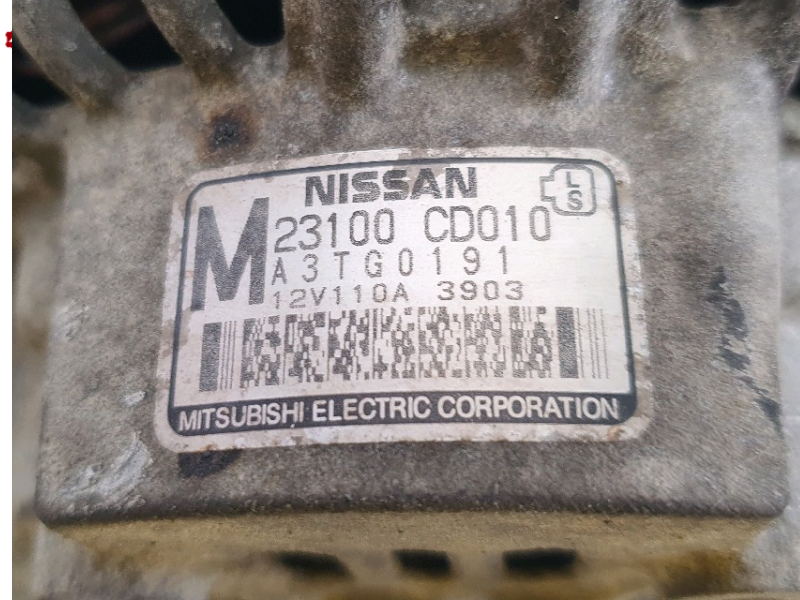 NISSAN
L
S
M
23100 CD010
A3TG0191
12V110A 3903
MITSUBISHI ELECTRIC CORPORATION